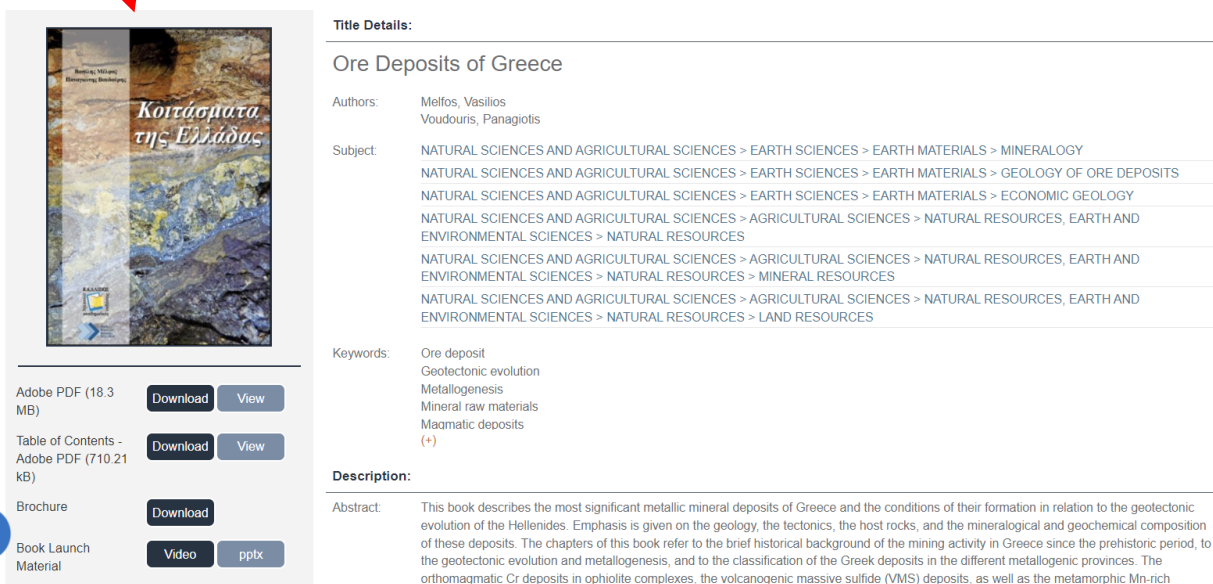 Βασίλης Μέλφος
Παναγιώτης Βουδούρης
Κοιτάσματα
της Ελλάδας
ΚΑΛΛΙΠΟΣ
Adobe PDF (18.3
MB)
Download
View
Table of Contents -
Adobe PDF (710.21
kB)
Download
View
Brochure
Download
Book Launch
Material
Video
pptx
Title Details:
Ore Deposits of Greece
Authors:
Melfos, Vasilios
Voudouris, Panagiotis
Subject:
NATURAL SCIENCES AND AGRICULTURAL SCIENCES > EARTH SCIENCES > EARTH MATERIALS > MINERALOGY
NATURAL SCIENCES AND AGRICULTURAL SCIENCES > EARTH SCIENCES > EARTH MATERIALS > GEOLOGY OF ORE DEPOSITS
NATURAL SCIENCES AND AGRICULTURAL SCIENCES > EARTH SCIENCES > EARTH MATERIALS > ECONOMIC GEOLOGY
NATURAL SCIENCES AND AGRICULTURAL SCIENCES > AGRICULTURAL SCIENCES > NATURAL RESOURCES, EARTH AND
ENVIRONMENTAL SCIENCES > NATURAL RESOURCES
NATURAL SCIENCES AND AGRICULTURAL SCIENCES > AGRICULTURAL SCIENCES > NATURAL RESOURCES, EARTH AND
ENVIRONMENTAL SCIENCES > NATURAL RESOURCES > MINERAL RESOURCES
NATURAL SCIENCES AND AGRICULTURAL SCIENCES > AGRICULTURAL SCIENCES > NATURAL RESOURCES, EARTH AND
ENVIRONMENTAL SCIENCES > NATURAL RESOURCES > LAND RESOURCES
Keywords:
Ore deposit
Geotectonic evolution
Metallogenesis
Mineral raw materials
Magmatic deposits
(+)
Description:
Abstract:
This book describes the most significant metallic mineral deposits of Greece and the conditions of their formation in relation to the geotectonic
evolution of the Hellenides. Emphasis is given on the geology, the tectonics, the host rocks, and the mineralogical and geochemical composition
of these deposits. The chapters of this book refer to the brief historical background of the mining activity in Greece since the prehistoric period, to
the geotectonic evolution and metallogenesis, and to the classification of the Greek deposits in the different metallogenic provinces. The
orthomagmatic Cr deposits in ophiolite complexes, the volcanogenic massive sulfide (VMS) deposits, as well as the metamorphic Mn-rich